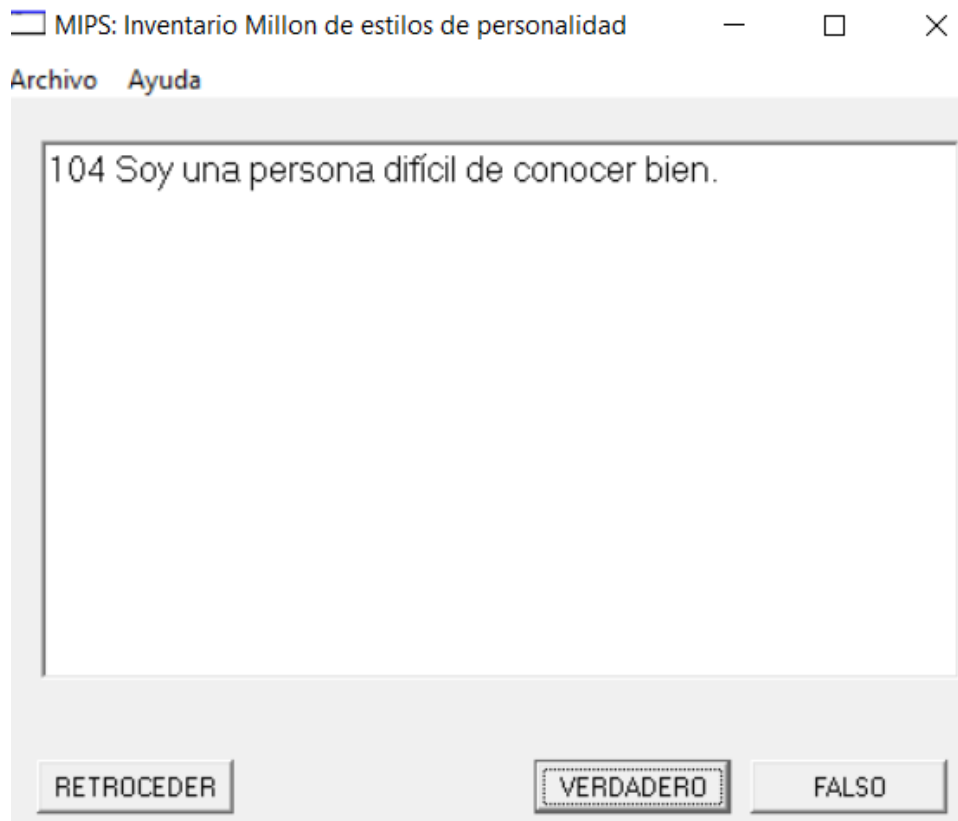 MIPS: Inventario Millon de estilos de personalidad
Archivo Ayuda
104 Soy una persona difícil de conocer bien.
RETROCEDER VERDADERO FALSO